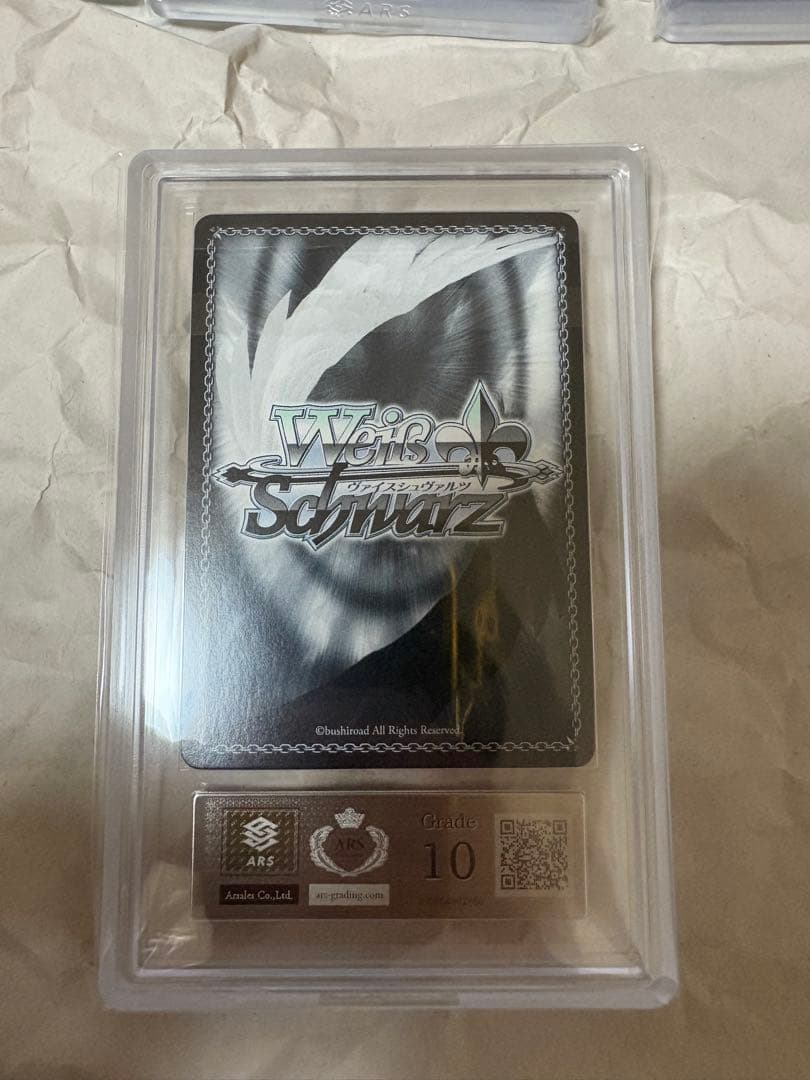 ARS
Weiß
ヴァイスシュヴァルツ
Schwarz
©bushiroad All Rights Reserved.
ARS
Arsales Co.,Ltd.
ARS
ars-grading.com
Grade
10